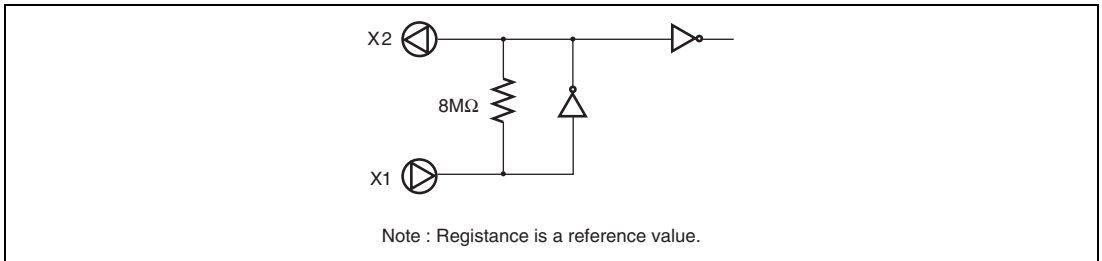 X2
8MΩ
X1
Note : Registance is a reference value.